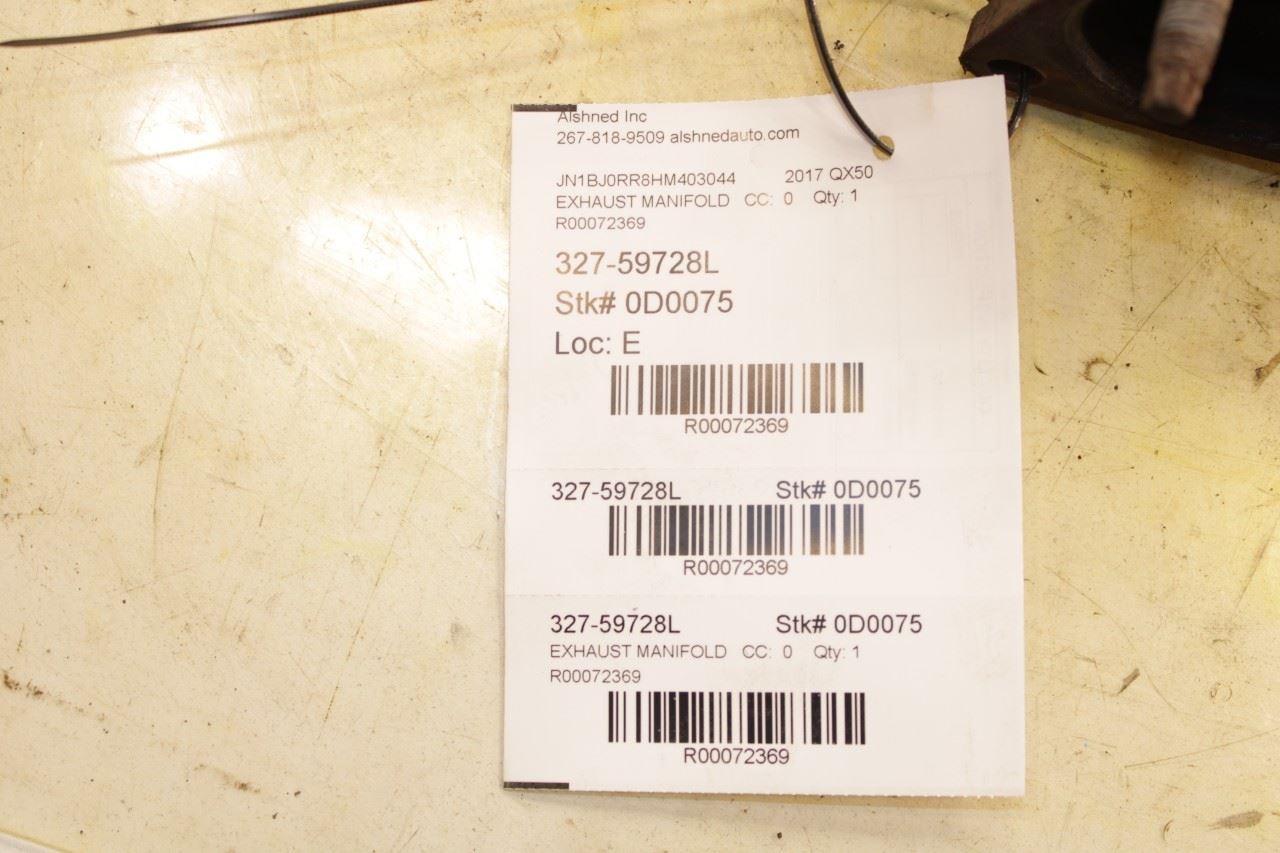 Alshned Inc
267-818-9509 alshnedauto.com
JN1BJ0RR8HM403044 2017 QX50
EXHAUST MANIFOLD CC: 0 Qty: 1
R00072369
327-59728L
Stk# 0D0075
Loc: E
R00072369
327-59728L Stk# 0D0075
R00072369
327-59728L Stk# 0D0075
EXHAUST MANIFOLD CC: 0 Qty: 1
R00072369
R00072369